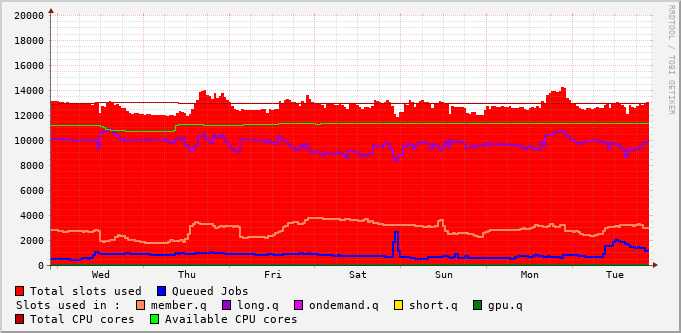 RRDTOOL / TOBI OETIKER
20000
18000
16000
14000
12000
10000
8000
6000
4000
2000
0
Wed Thu Fri Sat Sun Mon Tue
Total slots used Queued Jobs
Slots used in : member.q long.q ondemand.q short.q gpu.q
Total CPU cores Available CPU cores